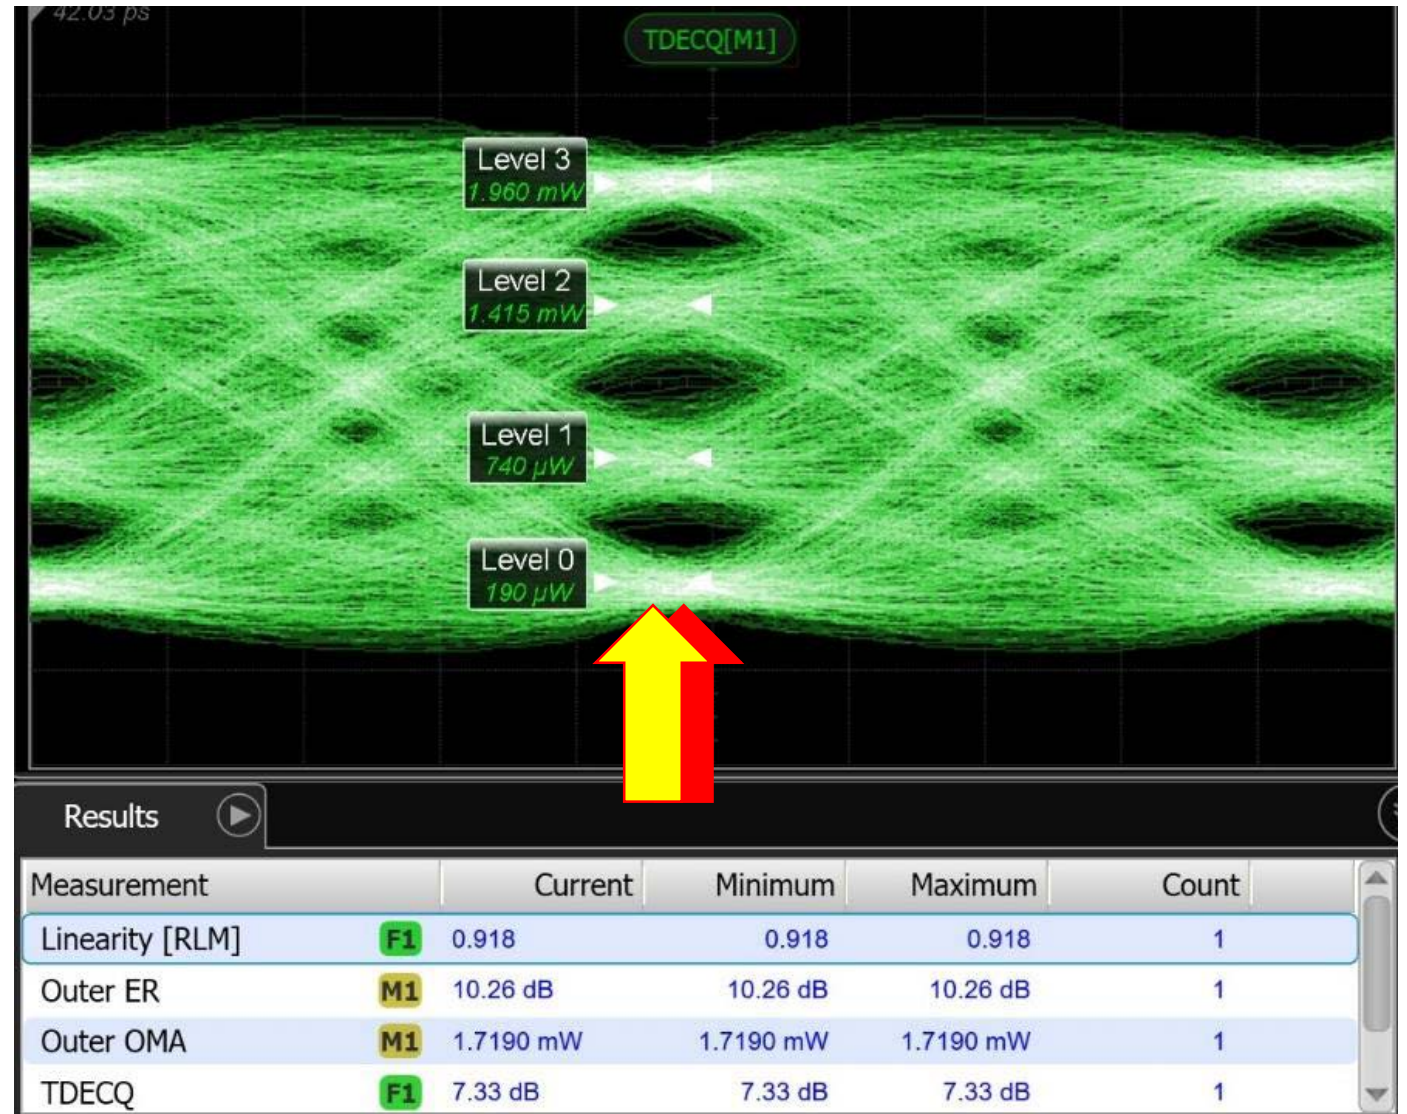 42.03 ps
TDECQ[M1]
Level 3
1.960 mW
Level 2
1.415 mW
Level 1
740 µW
Level 0
190 µW
Results
Measurement Current Minimum Maximum Count
Linearity [RLM] F1 0.918 0.918 0.918 1
Outer ER M1 10.26 dB 10.26 dB 10.26 dB 1
Outer OMA M1 1.7190 mW 1.7190 mW 1.7190 mW 1
TDECQ F1 7.33 dB 7.33 dB 7.33 dB 1